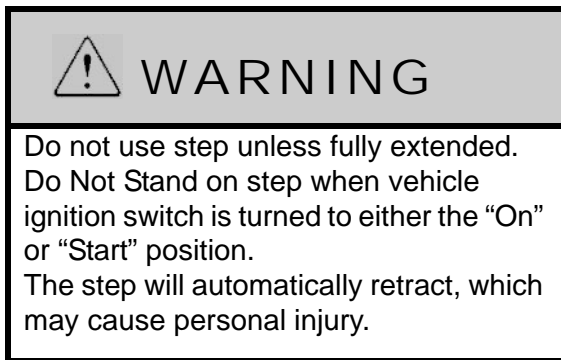 WARNING
Do not use step unless fully extended.
Do Not Stand on step when vehicle
ignition switch is turned to either the “On”
or “Start” position.
The step will automatically retract, which
may cause personal injury.